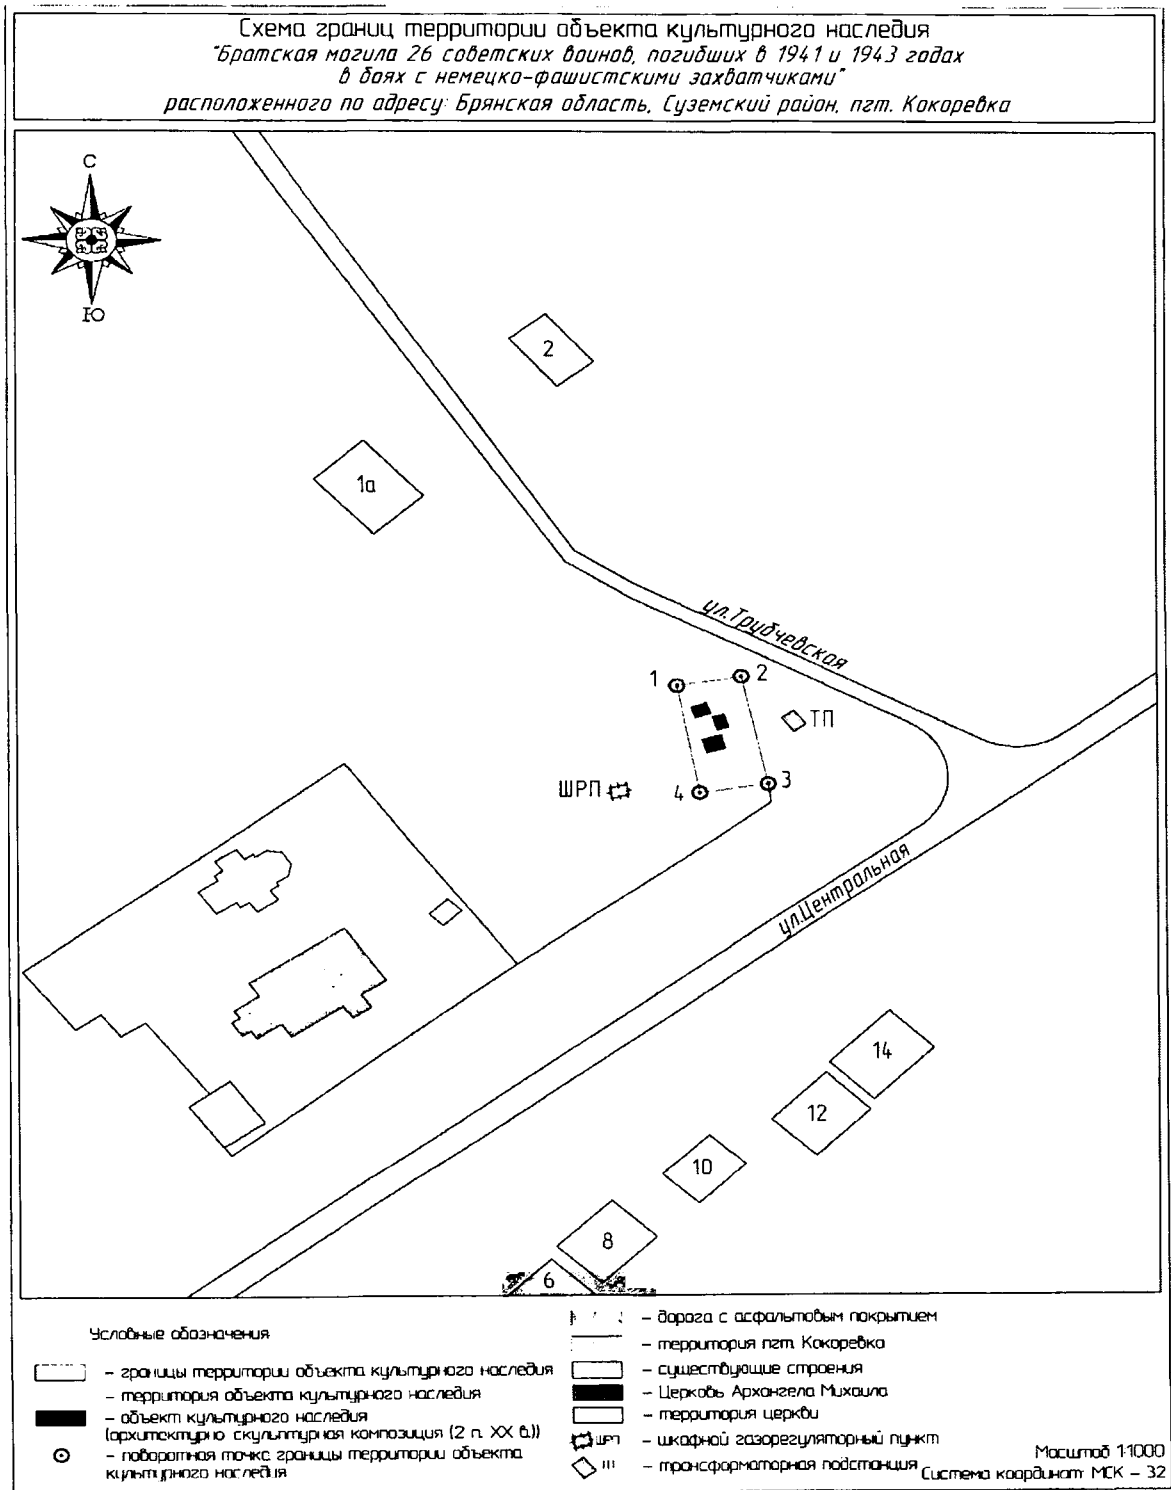 Схема границ территории объекта культурного наследия
"Братская могила 26 советских воинов, погибших в 1941 и 1943 годах
в боях с немецко-фашистскими захватчиками"
расположенного по адресу: Брянская область, Суземский район, пгт. Кокоревка
С
Ю
2
1а
ул.Трубчевская
1
2
ТП
ШРП
4
3
ул.Центральная
14
12
10
8
6
Условные обозначения
– границы территории объекта культурного наследия
– территория объекта культурного наследия
– объект культурного наследия
(архитектурно скульптурная композиция (2 п. XX в.))
– поворотная точка границы территории объекта
культурного наследия
– дорога с асфальтовым покрытием
– территория пгт. Кокоревка
– существующие строения
– Церковь Архангела Михаила
– территория церкви
ШРП – шкафной газорегуляторный пункт
– трансформаторная подстанция
Масштаб 1:1000
Система координат: МСК – 32